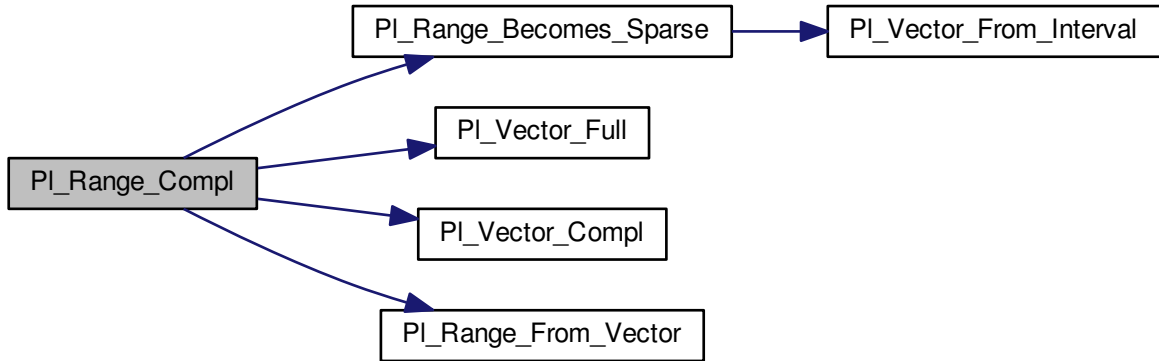 Pl_Range_Becomes_Sparse
Pl_Vector_From_Interval
Pl_Vector_Full
Pl_Range_Compl
Pl_Vector_Compl
Pl_Range_From_Vector